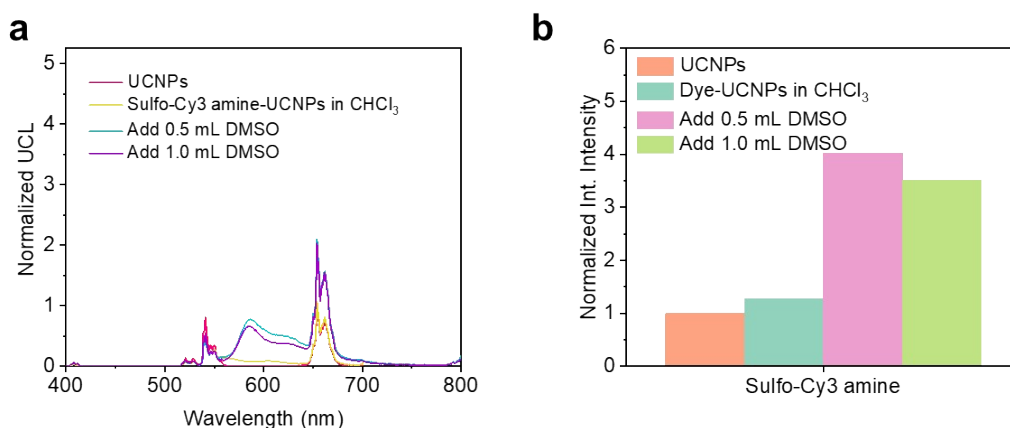 a
Normalized UCL
5
4
3
2
1
0
UCNPs
Sulfo-Cy3 amine-UCNPs in CHCl₃
Add 0.5 mL DMSO
Add 1.0 mL DMSO
400 500 600 700 800
Wavelength (nm)
b
Normalized Int. Intensity
6
5
4
3
2
1
0
UCNPs
Dye-UCNPs in CHCl₃
Add 0.5 mL DMSO
Add 1.0 mL DMSO
Sulfo-Cy3 amine